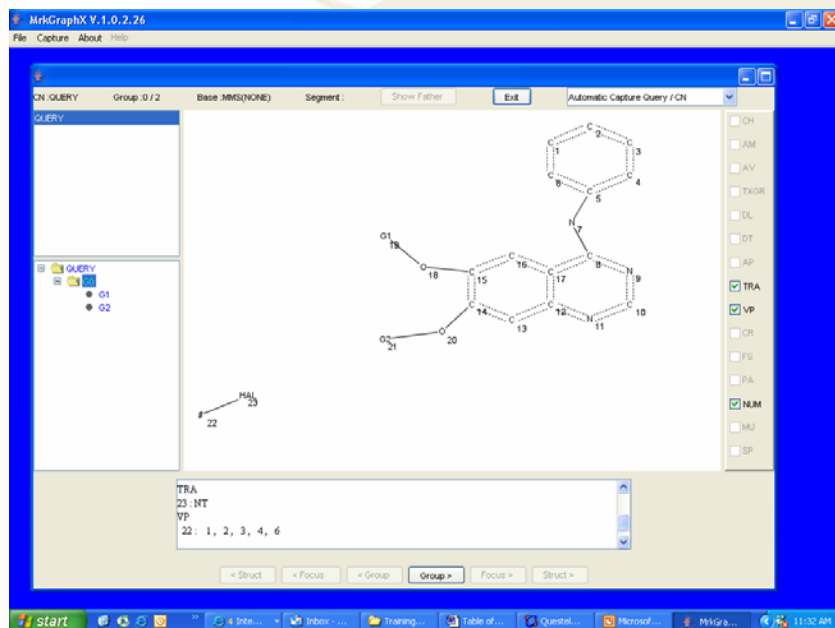 MrkGraphX V.1.0.2.26
File Capture About Help
CN :QUERY Group :0 / 2 Base :MMS(NONE) Segment : Show Father Exit Automatic Capture Query / CN
QUERY
QUERY
G0
G1
G2
C 1
C 2
C 3
C 4
C 5
C 6
N 7
C 8
N 9
C 10
N 11
C 12
C 13
C 14
C 15
C 16
C 17
O 18
G1 19
O 20
G2 21
# 22
HAL 23
CH
AM
AV
TXGR
DL
DT
AP
TRA
VP
CR
FS
PA
NUM
MU
SP
TRA
23:NT
VP
22: 1, 2, 3, 4, 6
< Struct < Focus < Group Group > Focus > Struct >
start 4 Inte... Inbox - ... Training... Table of... Questel... Microsof... MrkGra... 11:32 AM